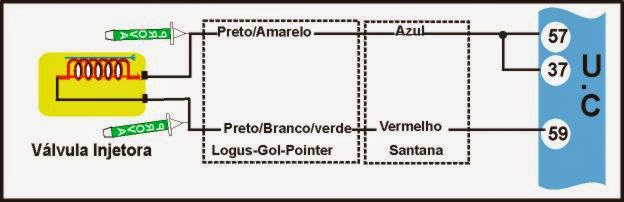 PROVA
Preto/Amarelo
Azul
57
37
U.C
PROVA
Preto/Branco/verde
Vermelho
59
Válvula Injetora
Logus-Gol-Pointer
Santana